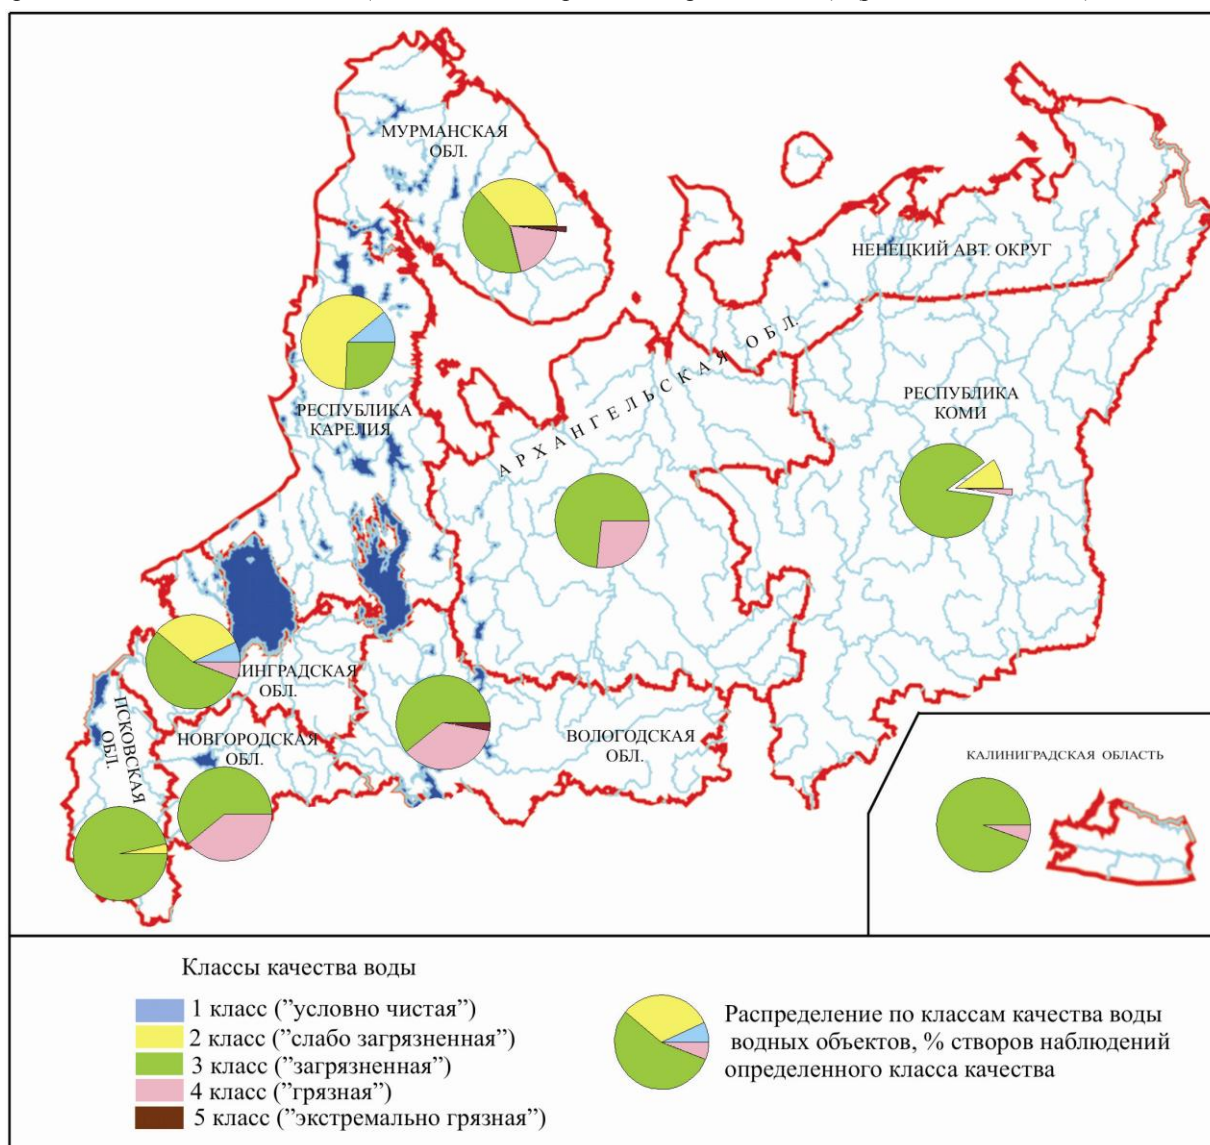 МУРМАНСКАЯ
ОБЛ.
НЕНЕЦКИЙ АВТ. ОКРУГ
АРХАНГЕЛЬСКАЯ ОБЛ.
РЕСПУБЛИКА
КАРЕЛИЯ
РЕСПУБЛИКА
КОМИ
ИНГРАДСКАЯ
ОБЛ.
ПСКОВСКАЯ
ОБЛ.
НОВГОРОДСКАЯ
ОБЛ.
ВОЛОГОДСКАЯ
ОБЛ.
КАЛИНИГРАДСКАЯ ОБЛАСТЬ
Классы качества воды
1 класс (”условно чистая”)
2 класс (”слабо загрязненная”)
3 класс (”загрязненная”)
4 класс (”грязная”)
5 класс (”экстремально грязная”)
Распределение по классам качества воды
водных объектов, % створов наблюдений
определенного класса качества